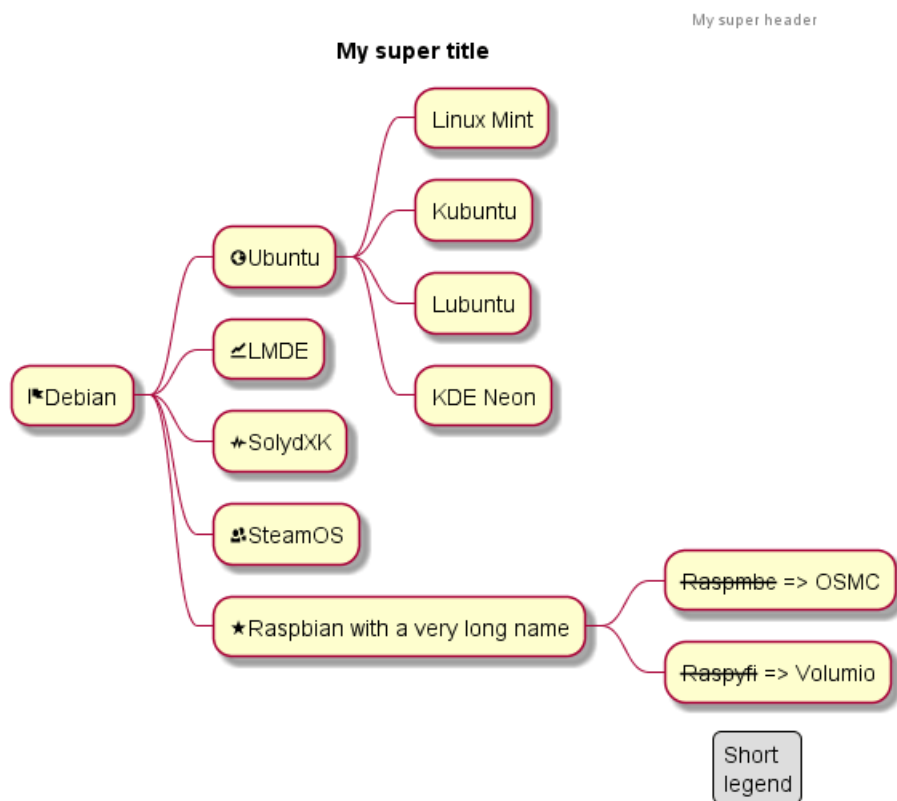 My super header
My super title
Debian
Ubuntu
Linux Mint
Kubuntu
Lubuntu
KDE Neon
LMDE
SolydXK
SteamOS
Raspbian with a very long name
Raspmbc => OSMC
Raspyfi => Volumio
Short
legend